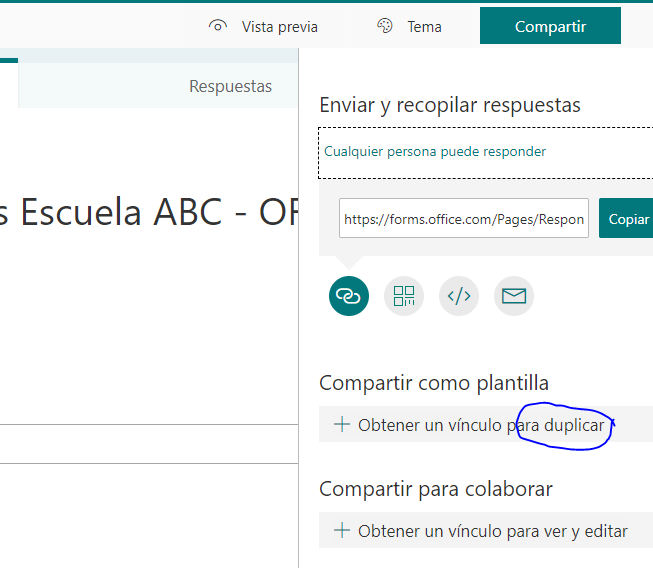 Vista previa
Tema
Compartir
Respuestas
Enviar y recopilar respuestas
Cualquier persona puede responder
s Escuela ABC - OF
https://forms.office.com/Pages/Respon
Copiar
Compartir como plantilla
Obtener un vínculo para duplicar
Compartir para colaborar
Obtener un vínculo para ver y editar